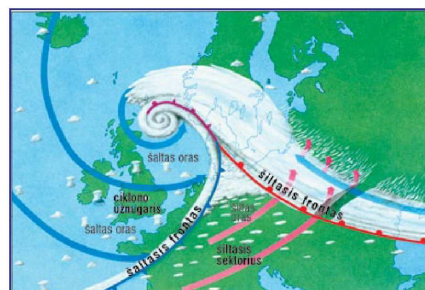 šaltas oras
ciklono
užnugaris
šaltas oras
šaltasis frontas
šiltas
oras
šiltasis frontas
šiltasis
sektorius